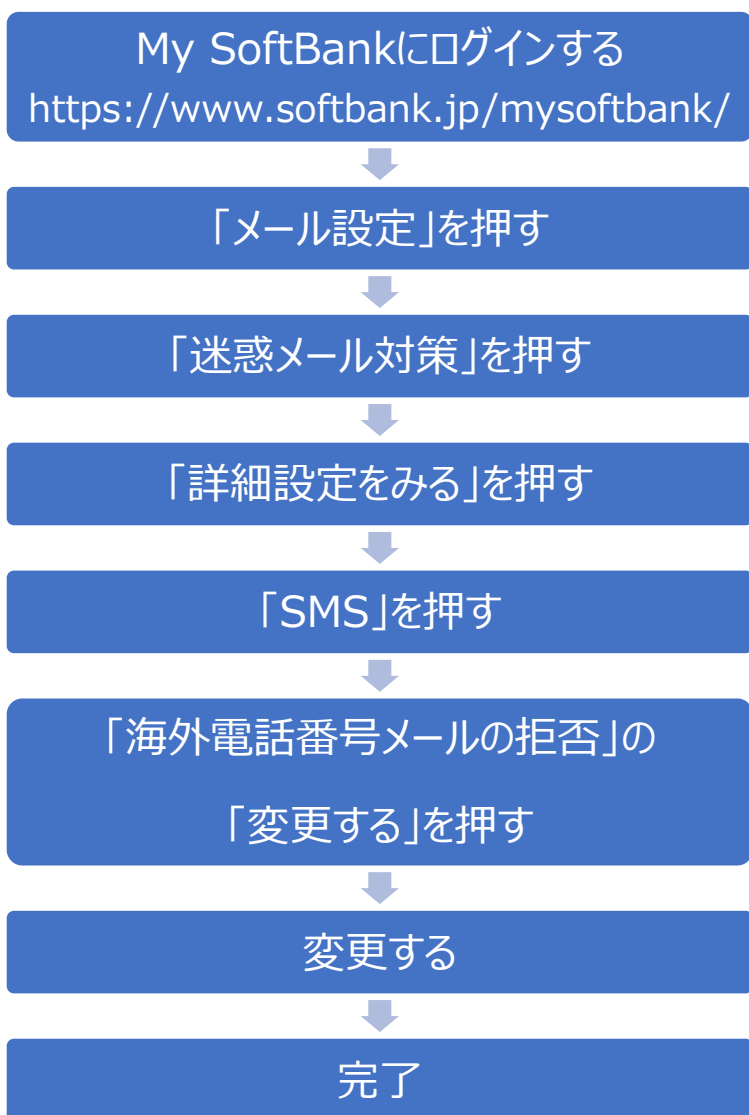 My SoftBankにログインする
https://www.softbank.jp/mysoftbank/
「メール設定」を押す
「迷惑メール対策」を押す
「詳細設定をみる」を押す
「SMS」を押す
「海外電話番号メールの拒否」の
「変更する」を押す
変更する
完了